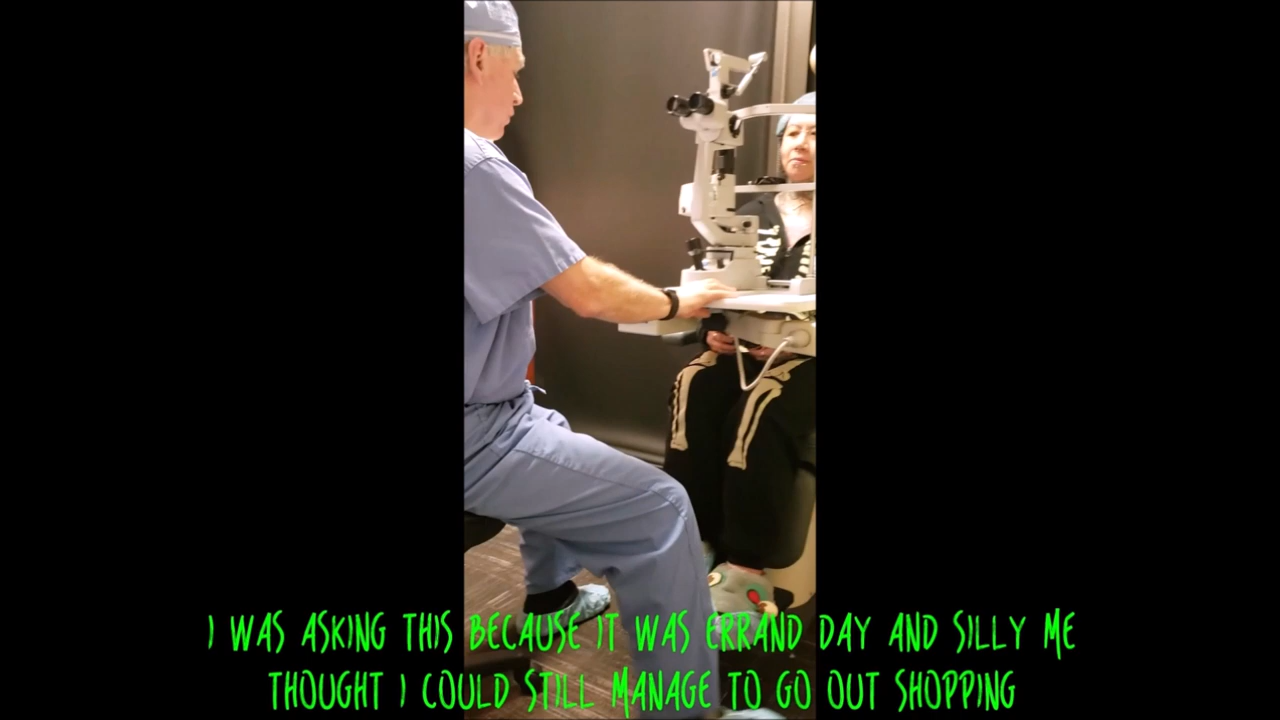 I WAS ASKING THIS BECAUSE IT WAS ERRAND DAY AND SILLY ME
THOUGHT I COULD STILL MANAGE TO GO OUT SHOPPING